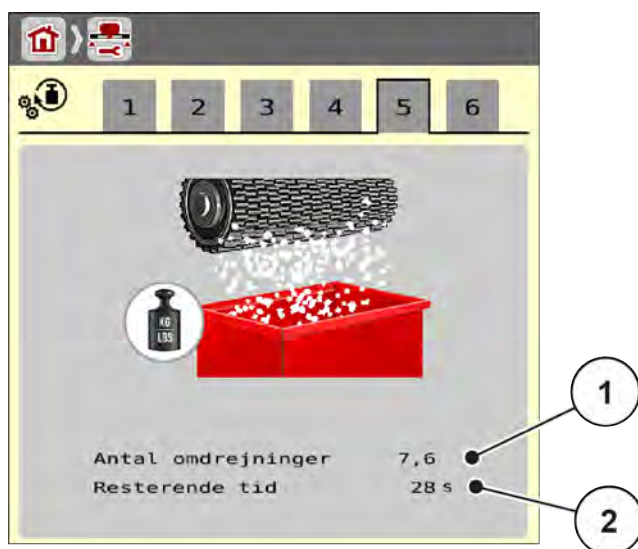 1 2 3 4 5 6
KG
LBS
1
Antal omdrejninger 7,6
Resterende tid 28 s
2